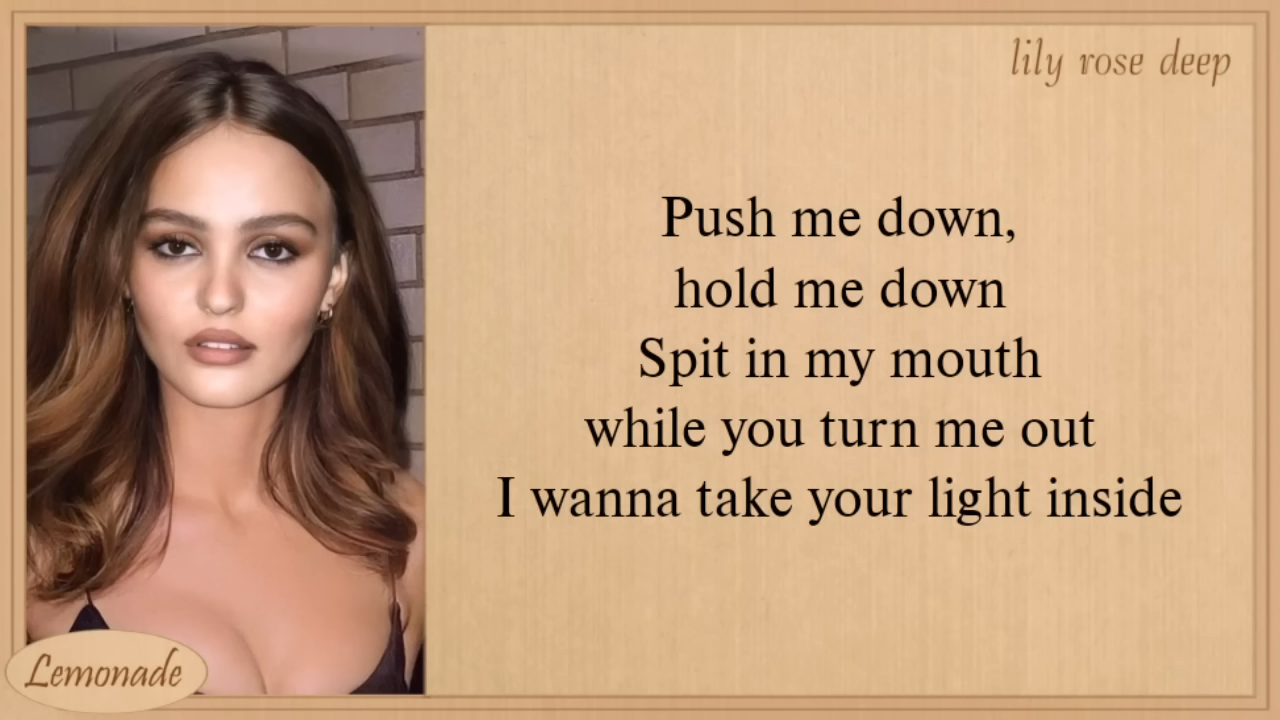 lily rose deep
Push me down,
hold me down
Spit in my mouth
while you turn me out
I wanna take your light inside
Lemonade